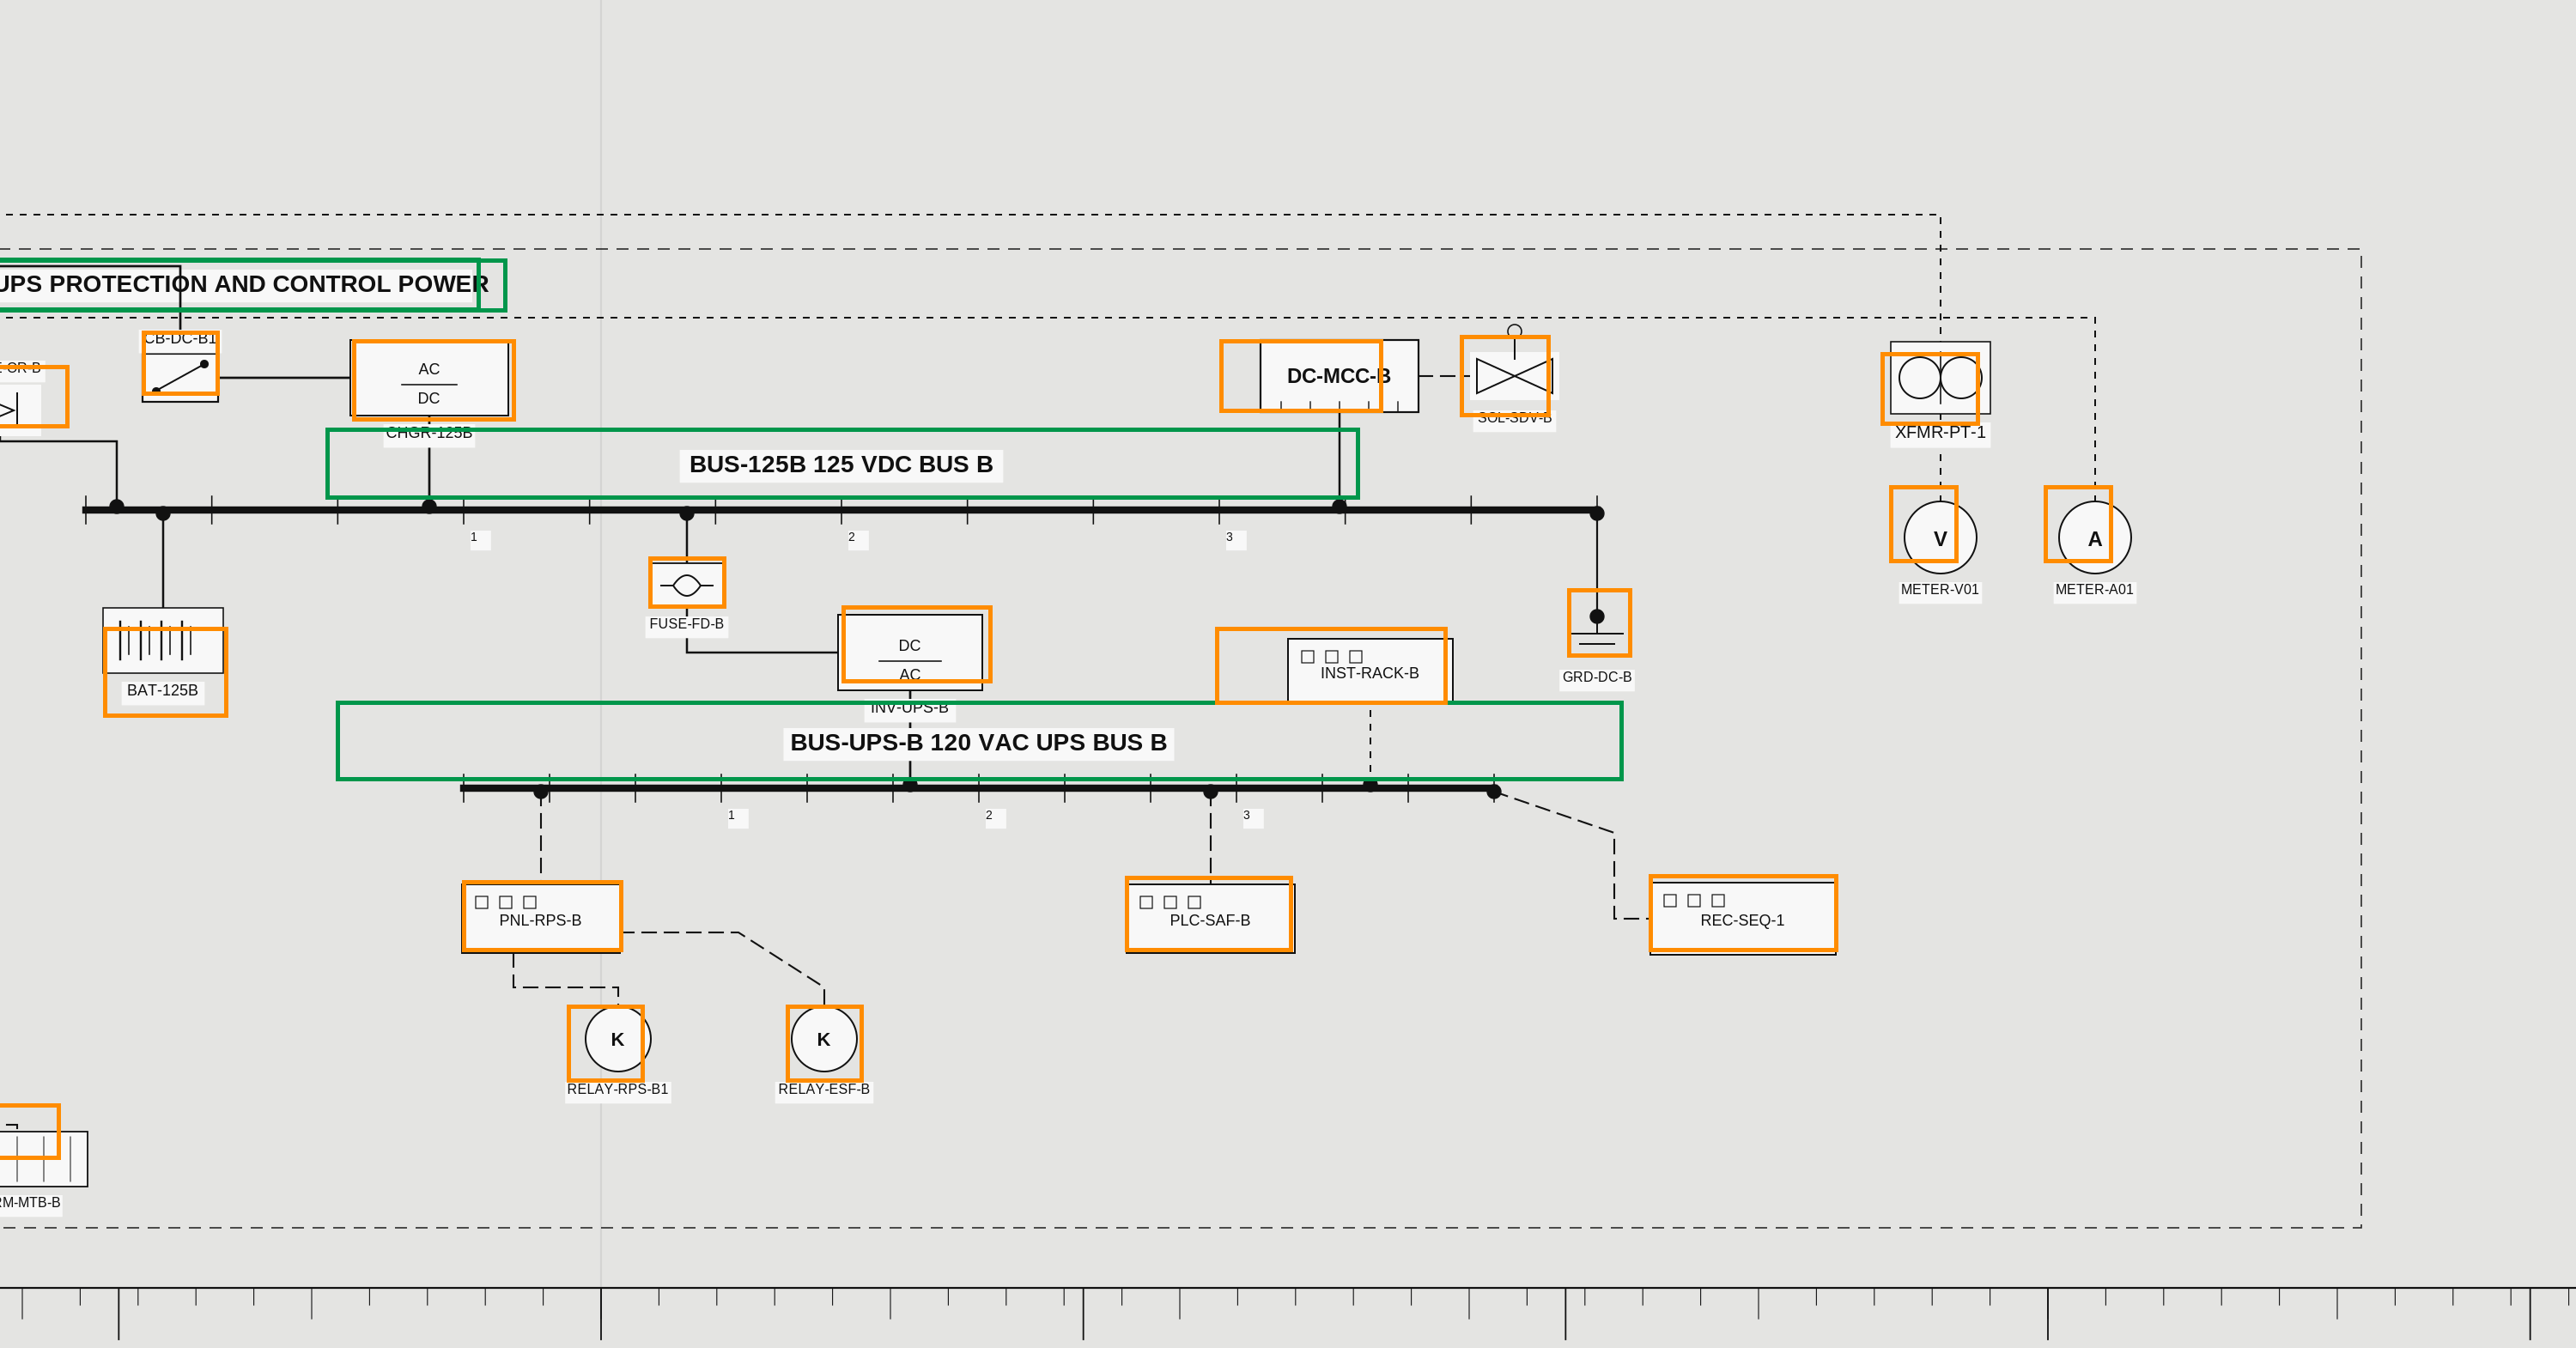 UPS PROTECTION AND CONTROL POWER
CB-DC-B1
AC
DC
CHGR-125B
DC-MCC-B
SOL-SDV-B
XFMR-PT-1
BUS-125B 125 VDC BUS B
1
2
3
V
METER-V01
A
METER-A01
FUSE-FD-B
DC
AC
INV-UPS-B
INST-RACK-B
GRD-DC-B
BAT-125B
BUS-UPS-B 120 VAC UPS BUS B
1
2
3
PNL-RPS-B
PLC-SAF-B
REC-SEQ-1
K
RELAY-RPS-B1
K
RELAY-ESF-B
RM-MTB-B